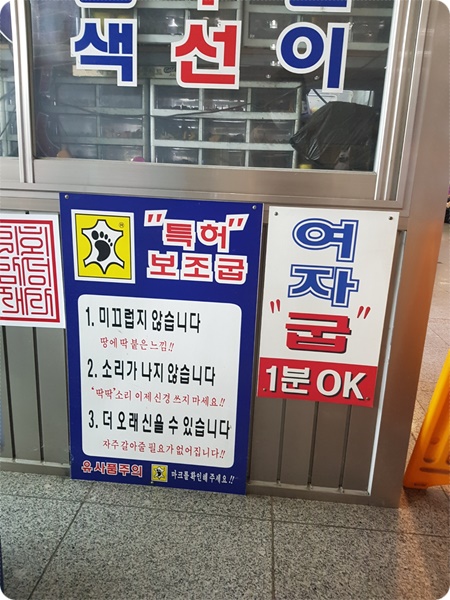 색 선 이
"특허"
보조굽
1. 미끄럽지 않습니다
땅에 딱 붙은 느낌!!
2. 소리가 나지 않습니다
"딱딱"소리 이제 신경 쓰지 마세요!!
3. 더 오래 신을 수 있습니다
자주 갈아줄 필요가 없어집니다!!
유사품주의 마크를 확인해 주세요!!
여자
"굽"
1분 OK